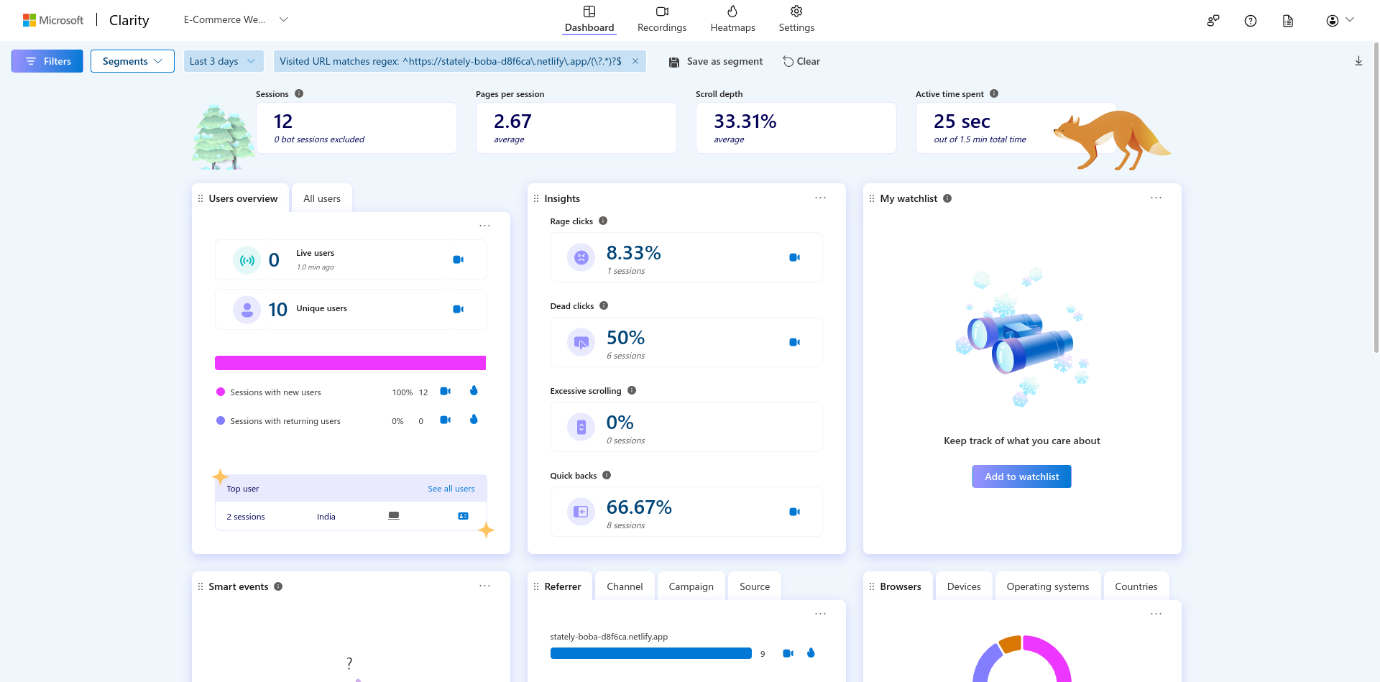 Microsoft | Clarity
E-Commerce We...
Dashboard
Recordings
Heatmaps
Settings
Filters
Segments
Last 3 days
Visited URL matches regex: ^https://stately-boba-d8f6ca\.netlify\.app/(\?.*)?$
Save as segment
Clear
Sessions
12
0 bot sessions excluded
Pages per session
2.67
average
Scroll depth
33.31%
average
Active time spent
25 sec
out of 1.5 min total time
Users overview
All users
0
Live users
1.0 min ago
10
Unique users
Sessions with new users 100% 12
Sessions with returning users 0% 0
Top user
See all users
2 sessions India
Insights
Rage clicks
8.33%
1 sessions
Dead clicks
50%
6 sessions
Excessive scrolling
0%
0 sessions
Quick backs
66.67%
8 sessions
My watchlist
Keep track of what you care about
Add to watchlist
Smart events
?
Referrer
Channel
Campaign
Source
stately-boba-d8f6ca.netlify.app
9
Browsers
Devices
Operating systems
Countries